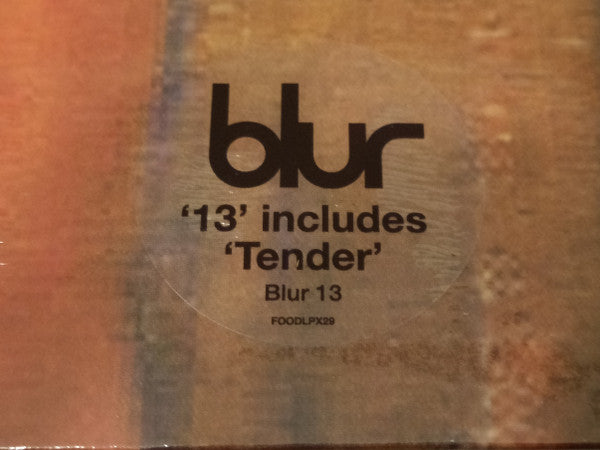 blur
‘13’ includes
‘Tender’
Blur 13
FOODLPX29